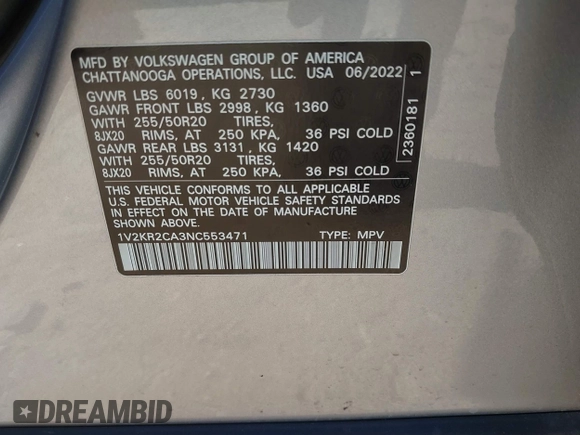 MFD BY VOLKSWAGEN GROUP OF AMERICA
CHATTANOOGA OPERATIONS, LLC. USA 06/2022
GVWR LBS 6019, KG 2730
GAWR FRONT LBS 2998, KG 1360
WITH 255/50R20 TIRES,
8JX20 RIMS, AT 250 KPA, 36 PSI COLD
GAWR REAR LBS 3131, KG 1420
WITH 255/50R20 TIRES,
8JX20 RIMS, AT 250 KPA, 36 PSI COLD
THIS VEHICLE CONFORMS TO ALL APPLICABLE
U.S. FEDERAL MOTOR VEHICLE SAFETY STANDARDS
IN EFFECT ON THE DATE OF MANUFACTURE
SHOWN ABOVE.
1V2KR2CA3NC553471 TYPE: MPV
2360181 1
DREAMBID